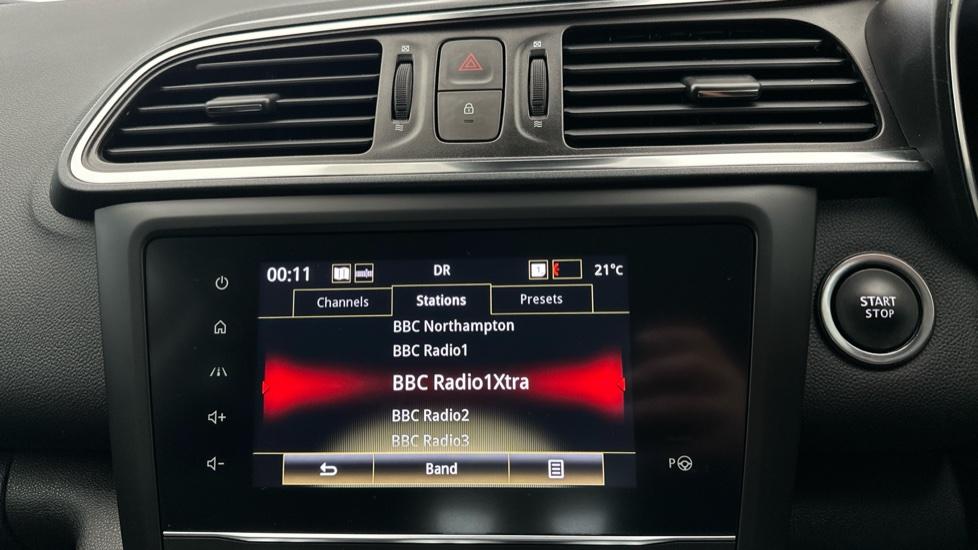 00:11 DR 1 21°C
Channels Stations Presets
BBC Northampton
BBC Radio1
BBC Radio1Xtra
BBC Radio2
BBC Radio3
Band
START
STOP
P